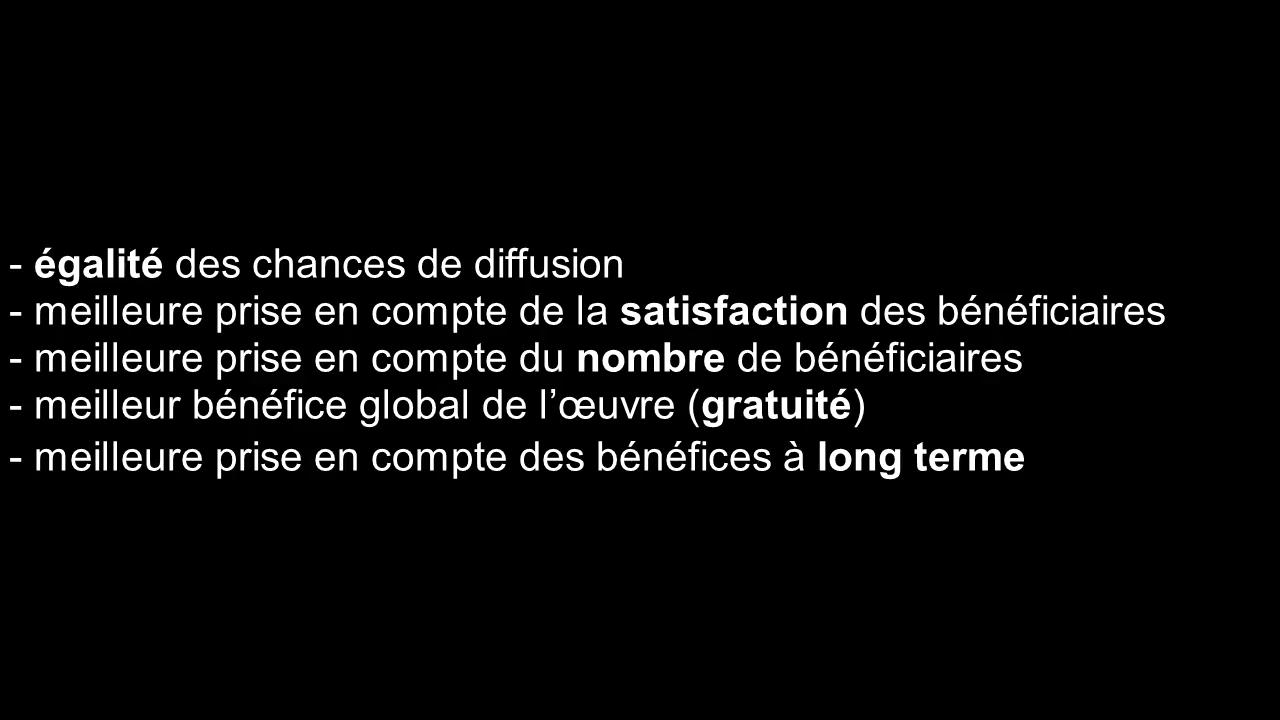 - égalité des chances de diffusion
- meilleure prise en compte de la satisfaction des bénéficiaires
- meilleure prise en compte du nombre de bénéficiaires
- meilleur bénéfice global de l’œuvre (gratuité)
- meilleure prise en compte des bénéfices à long terme